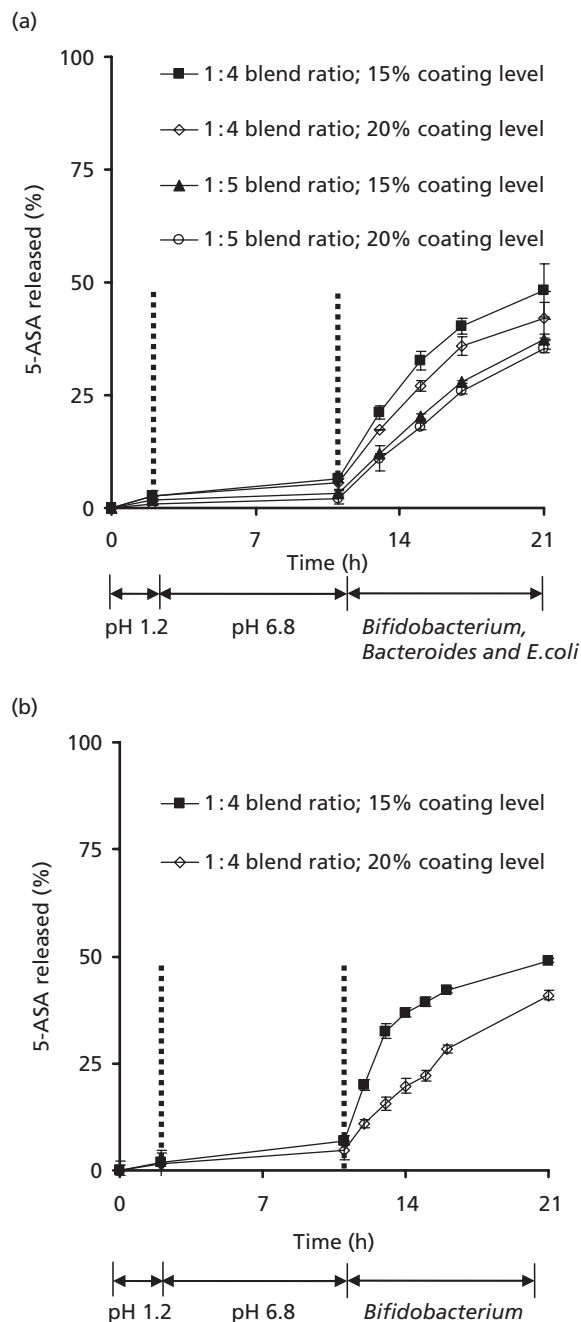 (a)
100
75
50
25
0
5-ASA released (%)
1:4 blend ratio; 15% coating level
1:4 blend ratio; 20% coating level
1:5 blend ratio; 15% coating level
1:5 blend ratio; 20% coating level
0 7 14 21
Time (h)
pH 1.2 pH 6.8 Bifidobacterium,
Bacteroides and E.coli
(b)
100
75
50
25
0
5-ASA released (%)
1:4 blend ratio; 15% coating level
1:4 blend ratio; 20% coating level
0 7 14 21
Time (h)
pH 1.2 pH 6.8 Bifidobacterium